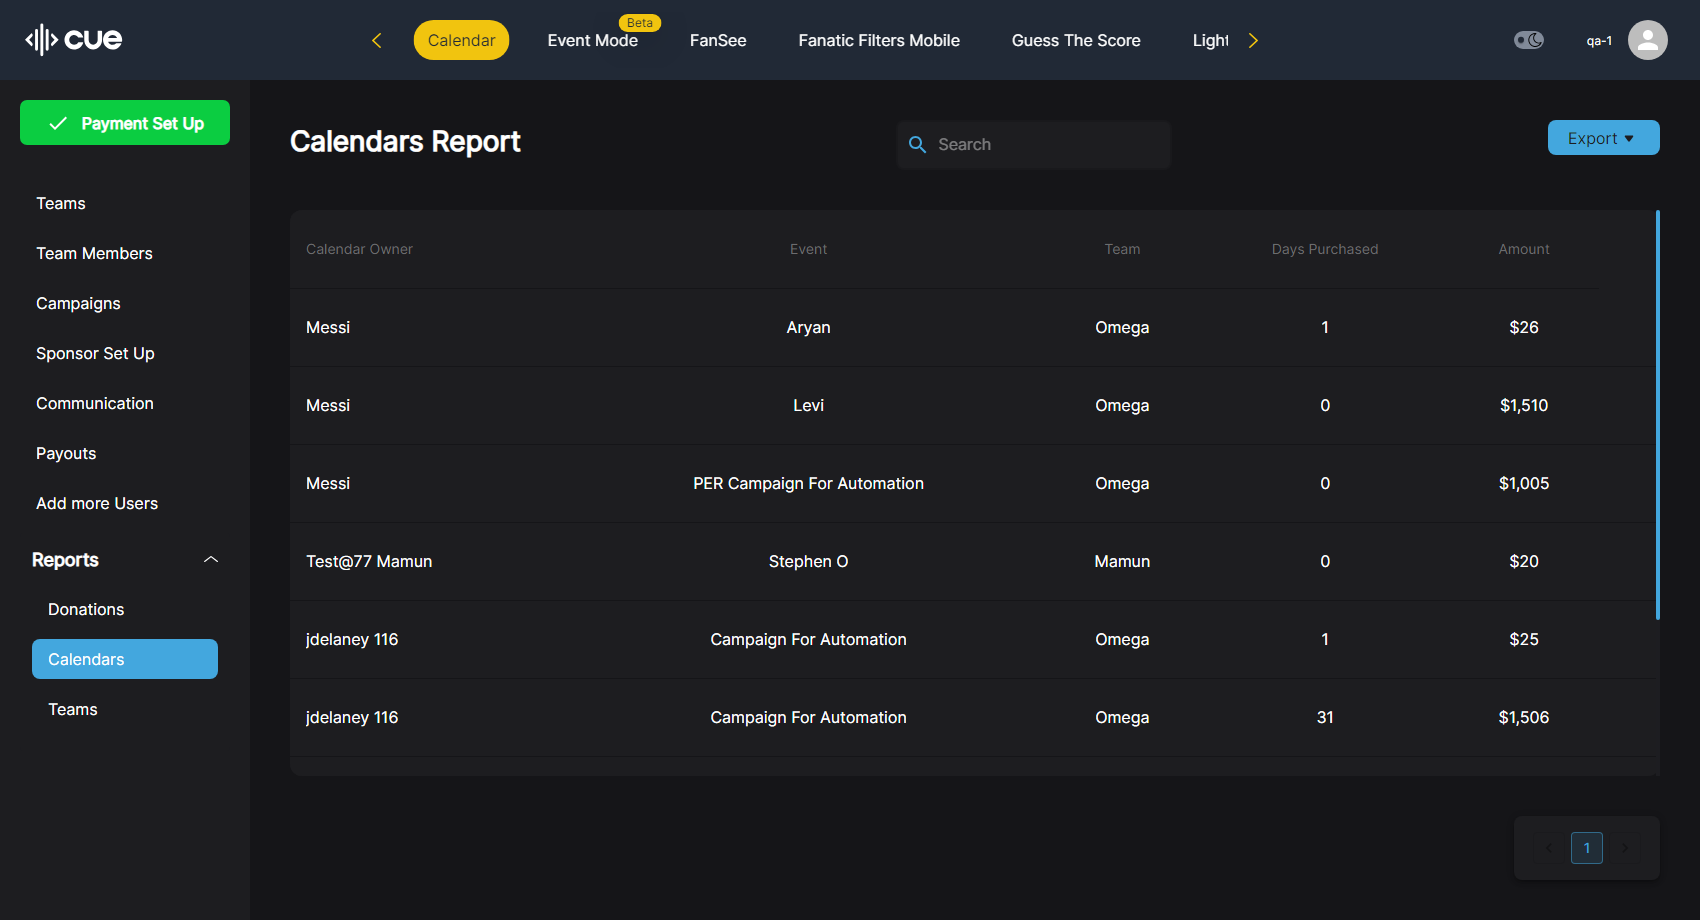 cue
Calendar
Event Mode
Beta
FanSee
Fanatic Filters Mobile
Guess The Score
Light
qa-1
Payment Set Up
Teams
Team Members
Campaigns
Sponsor Set Up
Communication
Payouts
Add more Users
Reports
Donations
Calendars
Teams
Calendars Report
Search
Export
Calendar Owner Event Team Days Purchased Amount
Messi Aryan Omega 1 $26
Messi Levi Omega 0 $1,510
Messi PER Campaign For Automation Omega 0 $1,005
Test@77 Mamun Stephen O Mamun 0 $20
jdelaney 116 Campaign For Automation Omega 1 $25
jdelaney 116 Campaign For Automation Omega 31 $1,506
1